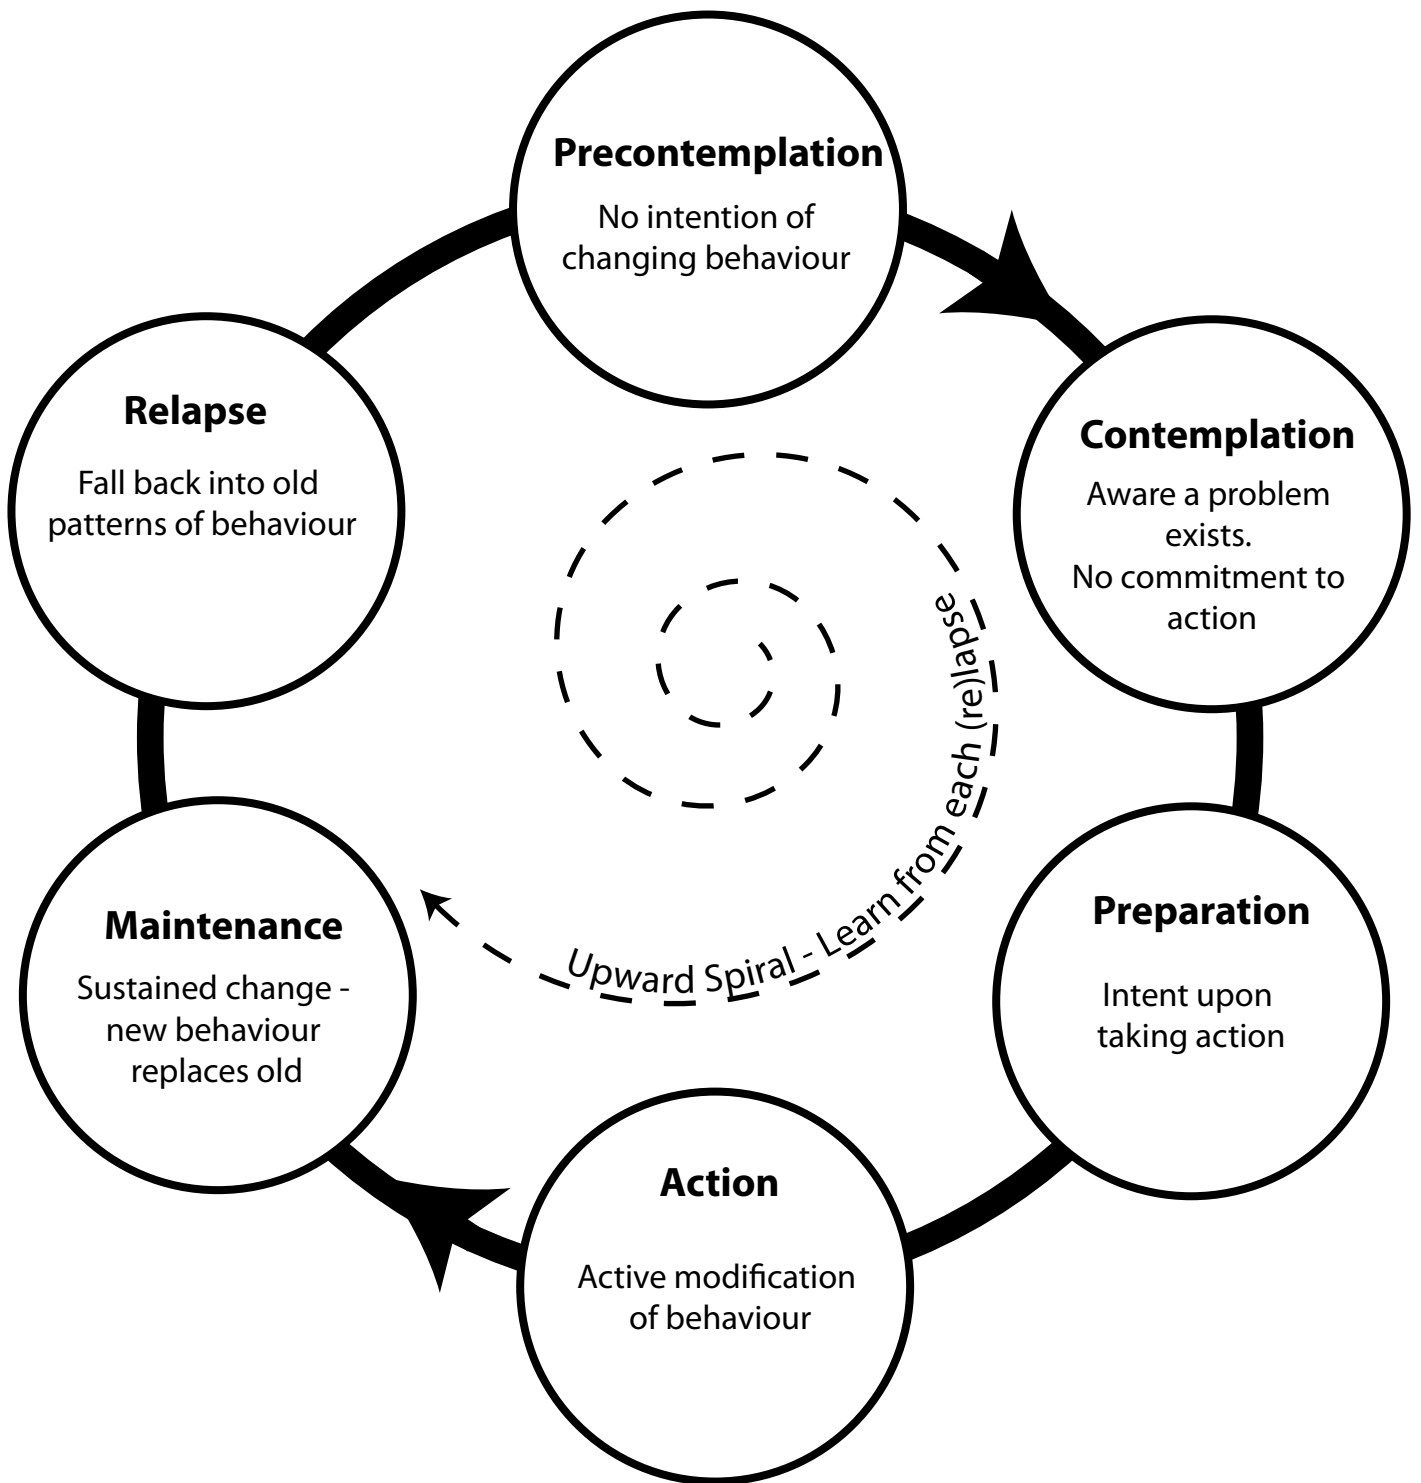 Precontemplation
No intention of
changing behaviour
Contemplation
Aware a problem
exists.
No commitment to
action
Preparation
Intent upon
taking action
Action
Active modification
of behaviour
Maintenance
Sustained change -
new behaviour
replaces old
Relapse
Fall back into old
patterns of behaviour
Upward Spiral - Learn from each (re)lapse